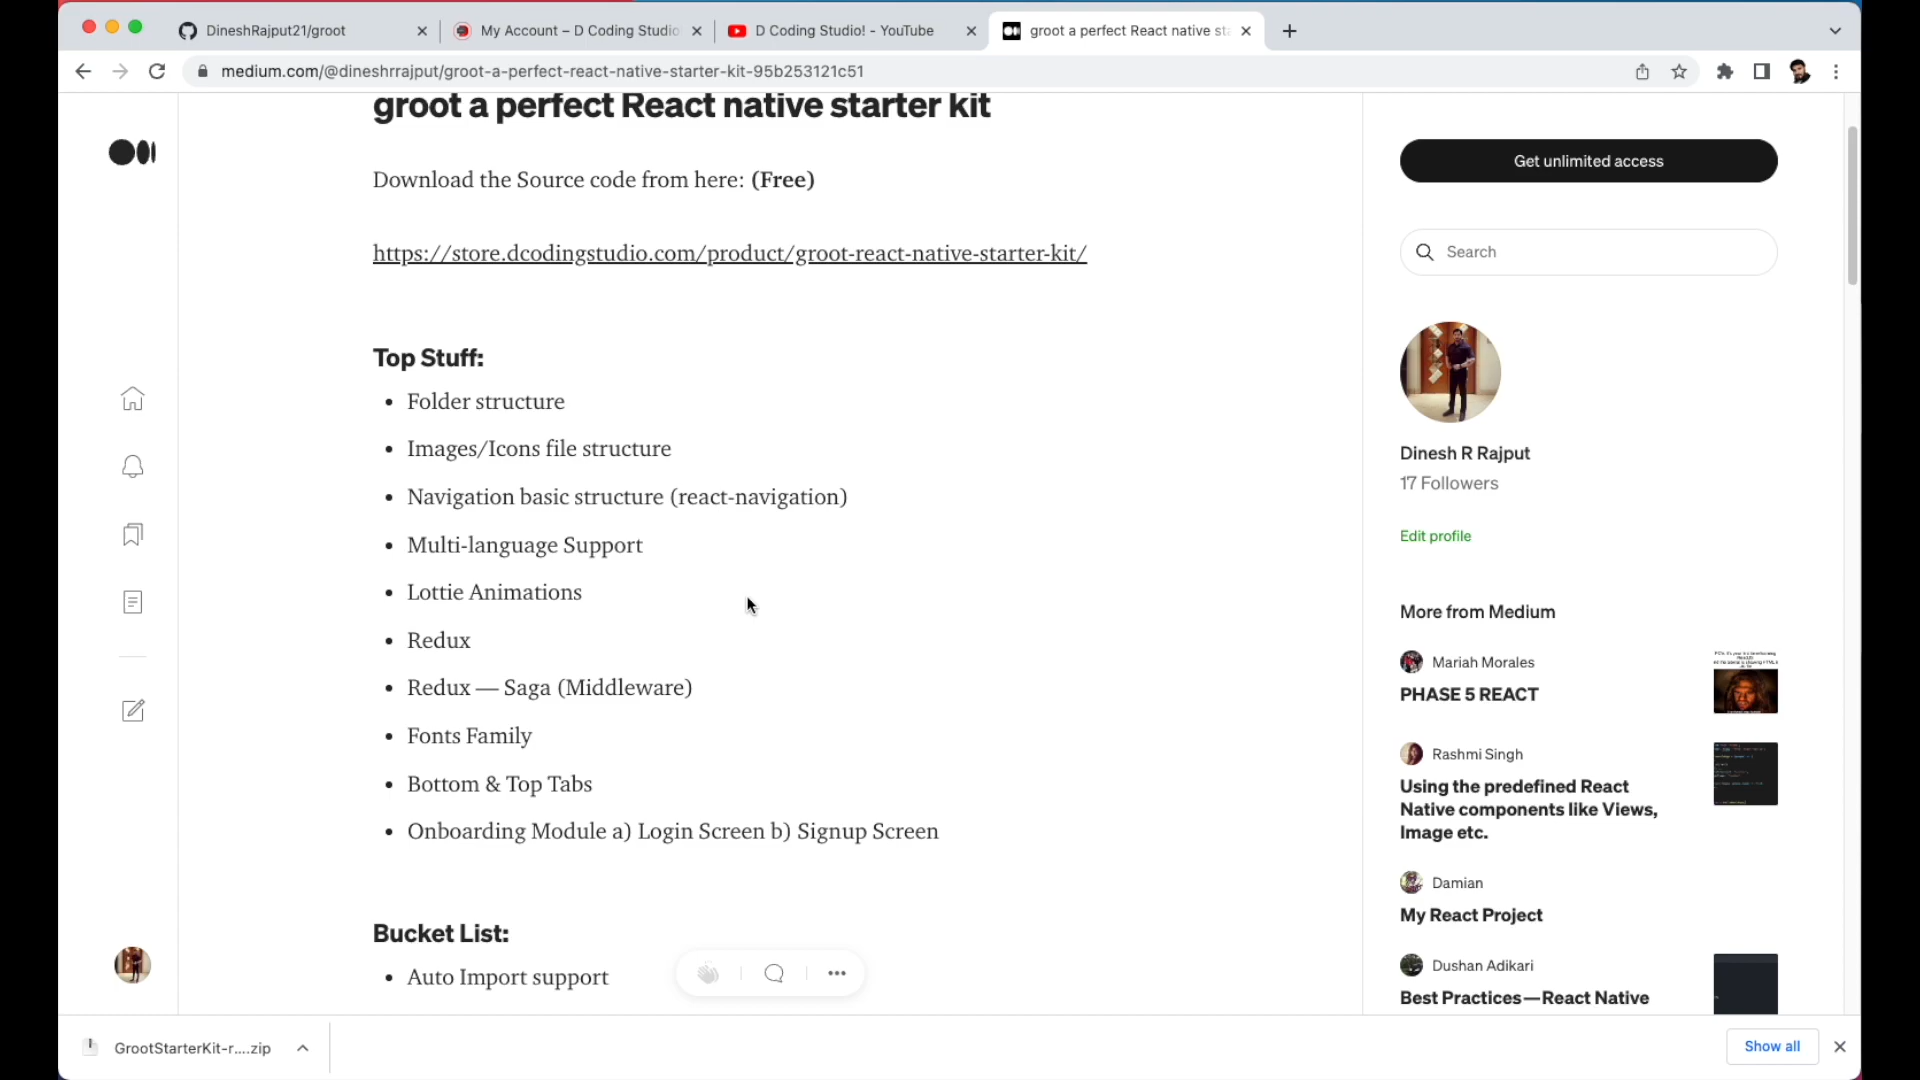 DineshRajput21/groot
My Account – D Coding Studio
D Coding Studio! - YouTube
groot a perfect React native sta
medium.com/@dineshrrajput/groot-a-perfect-react-native-starter-kit-95b253121c51
groot a perfect React native starter kit
Download the Source code from here: (Free)
https://store.dcodingstudio.com/product/groot-react-native-starter-kit/
Top Stuff:
• Folder structure
• Images/Icons file structure
• Navigation basic structure (react-navigation)
• Multi-language Support
• Lottie Animations
• Redux
• Redux — Saga (Middleware)
• Fonts Family
• Bottom & Top Tabs
• Onboarding Module a) Login Screen b) Signup Screen
Bucket List:
• Auto Import support
Get unlimited access
Search
Dinesh R Rajput
17 Followers
Edit profile
More from Medium
Mariah Morales
PHASE 5 REACT
Rashmi Singh
Using the predefined React
Native components like Views,
Image etc.
Damian
My React Project
Dushan Adikari
Best Practices—React Native
GrootStarterKit-r....zip
Show all